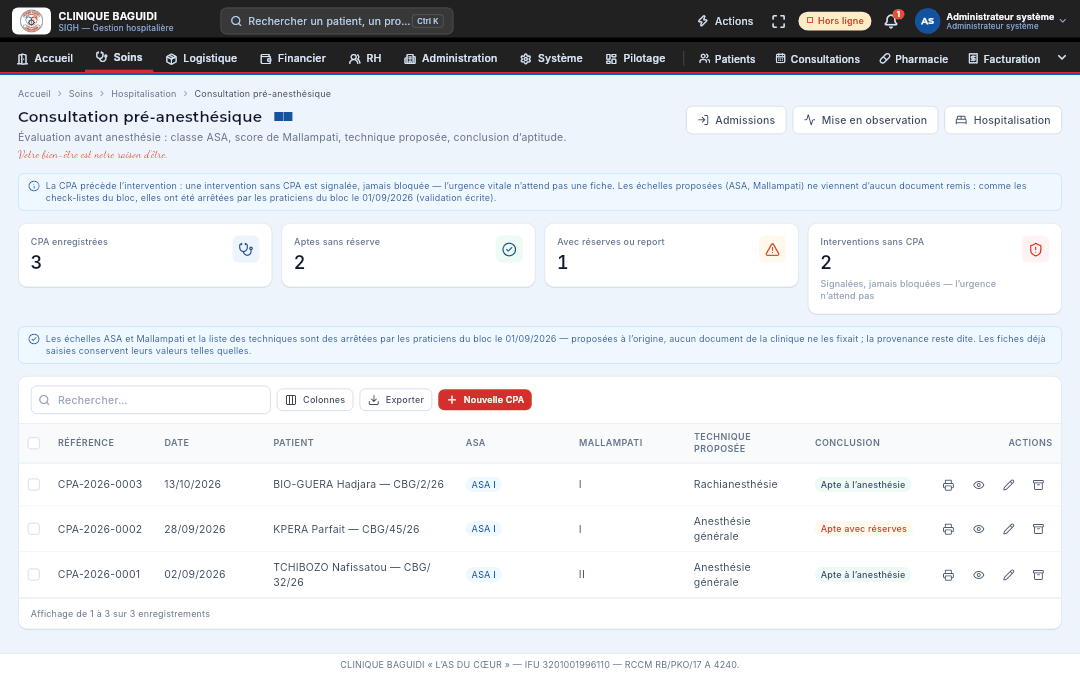 CLINIQUE BAGUIDI
SIGH — Gestion hospitalière
Rechercher un patient, un pro... Ctrl K
Actions
Hors ligne
1
AS
Administrateur système
Administrateur système
Accueil
Soins
Logistique
Financier
RH
Administration
Système
Pilotage
Patients
Consultations
Pharmacie
Facturation
Accueil > Soins > Hospitalisation > Consultation pré-anesthésique
Consultation pré-anesthésique
Évaluation avant anesthésie : classe ASA, score de Mallampati, technique proposée, conclusion d'aptitude.
Votre bien-être est notre raison d'être.
Admissions
Mise en observation
Hospitalisation
La CPA précède l'intervention : une intervention sans CPA est signalée, jamais bloquée — l'urgence vitale n'attend pas une fiche. Les échelles proposées (ASA, Mallampati) ne viennent d'aucun document remis : comme les
check-listes du bloc, elles ont été arrêtées par les praticiens du bloc le 01/09/2026 (validation écrite).
CPA enregistrées
3
Aptes sans réserve
2
Avec réserves ou report
1
Interventions sans CPA
2
Signalées, jamais bloquées — l'urgence
n'attend pas
Les échelles ASA et Mallampati et la liste des techniques sont des arrêtées par les praticiens du bloc le 01/09/2026 — proposées à l'origine, aucun document de la clinique ne les fixait ; la provenance reste dite. Les fiches déjà
saisies conservent leurs valeurs telles quelles.
Rechercher...
Colonnes
Exporter
Nouvelle CPA
RÉFÉRENCE DATE PATIENT ASA MALLAMPATI TECHNIQUE PROPOSÉE CONCLUSION ACTIONS
CPA-2026-0003 13/10/2026 BIO-GUERA Hadjara — CBG/2/26 ASA I I Rachianesthésie Apte à l'anesthésie
CPA-2026-0002 28/09/2026 KPERA Parfait — CBG/45/26 ASA I I Anesthésie générale Apte avec réserves
CPA-2026-0001 02/09/2026 TCHIBOZO Nafissatou — CBG/32/26 ASA I II Anesthésie générale Apte à l'anesthésie
Affichage de 1 à 3 sur 3 enregistrements
CLINIQUE BAGUIDI « L'AS DU CŒUR » — IFU 3201001996110 — RCCM RB/PKO/17 A 4240.